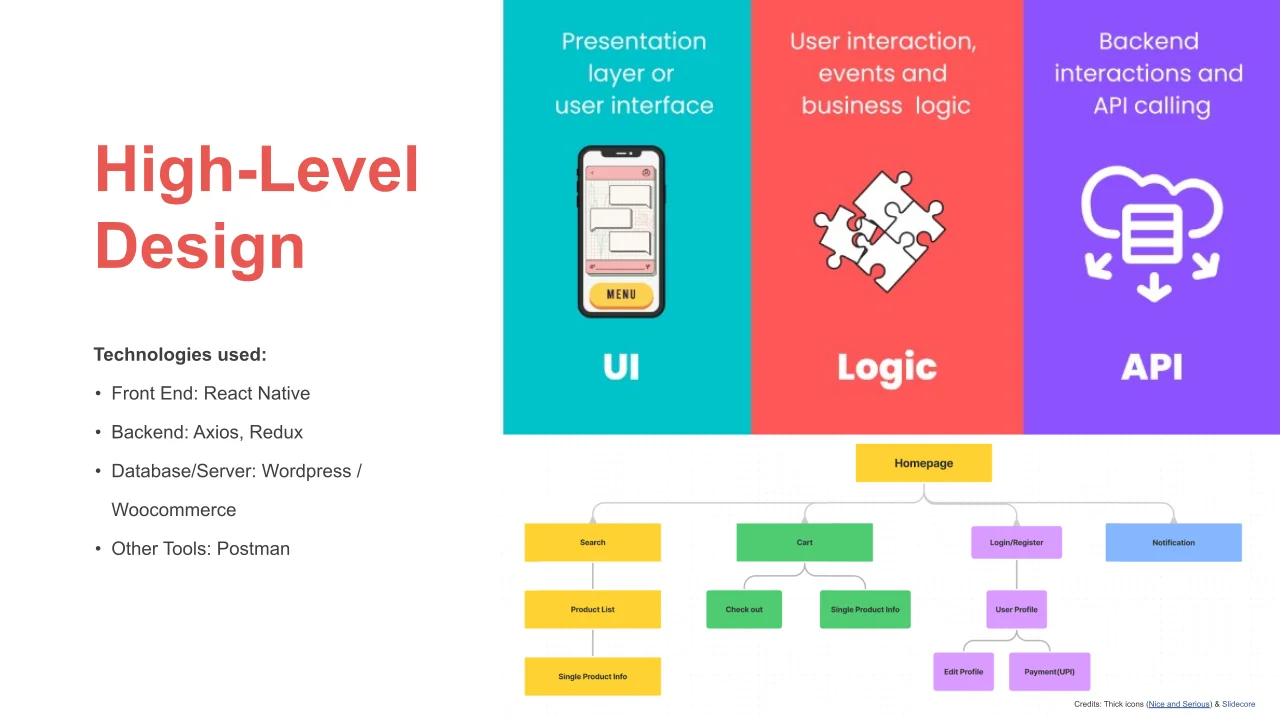 High-Level
Design
Technologies used:
• Front End: React Native
• Backend: Axios, Redux
• Database/Server: Wordpress /
Woocommerce
• Other Tools: Postman
Presentation
layer or
user interface
MENU
UI
User interaction,
events and
business logic
Logic
Backend
interactions and
API calling
API
Homepage
Search
Cart
Login/Register
Notification
Product List
Check out
Single Product Info
User Profile
Single Product Info
Edit Profile
Payment(UPI)
Credits: Thick icons (Nice and Serious) & Slidecore